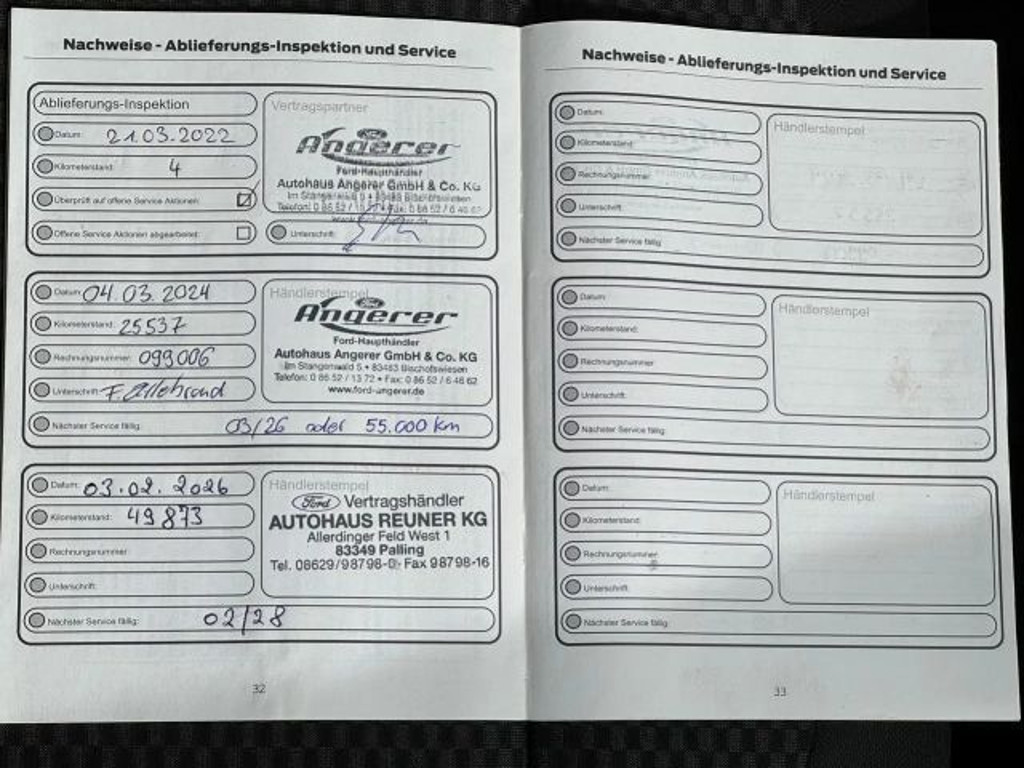 Nachweise - Ablieferungs-Inspektion und Service
Ablieferungs-Inspektion
Datum: 21.03.2022
Kilometerstand: 4
Überprüft auf offene Service Aktionen:
Offene Service Aktionen abgearbeitet:
Vertragspartner
Ford
Angerer
Ford-Haupthändler
Autohaus Angerer GmbH & Co. KG
Unterschrift:
Datum: 04.03.2024
Kilometerstand: 25537
Rechnungsnummer: 099006
Unterschrift: F. Ellebrand
Händlerstempel
Ford
Angerer
Ford-Haupthändler
Autohaus Angerer GmbH & Co. KG
Im Stangenwald 5 • 83483 Bischofswiesen
Telefon: 0 86 52 / 13 72 • Fax: 0 86 52 / 6 46 62
www.ford-angerer.de
Nächster Service fällig: 03/26 oder 55.000 km
Datum: 03.02.2026
Kilometerstand: 49873
Rechnungsnummer:
Unterschrift:
Händlerstempel
Ford Vertragshändler
AUTOHAUS REUNER KG
Allerdinger Feld West 1
83349 Palling
Tel. 08629/98798-0 · Fax 98798-16
Nächster Service fällig: 02/28
32
Nachweise - Ablieferungs-Inspektion und Service
Datum:
Kilometerstand:
Rechnungsnummer:
Unterschrift:
Händlerstempel
Nächster Service fällig:
Datum:
Kilometerstand:
Rechnungsnummer:
Unterschrift:
Händlerstempel
Nächster Service fällig:
Datum:
Kilometerstand:
Rechnungsnummer:
Unterschrift:
Händlerstempel
Nächster Service fällig:
33